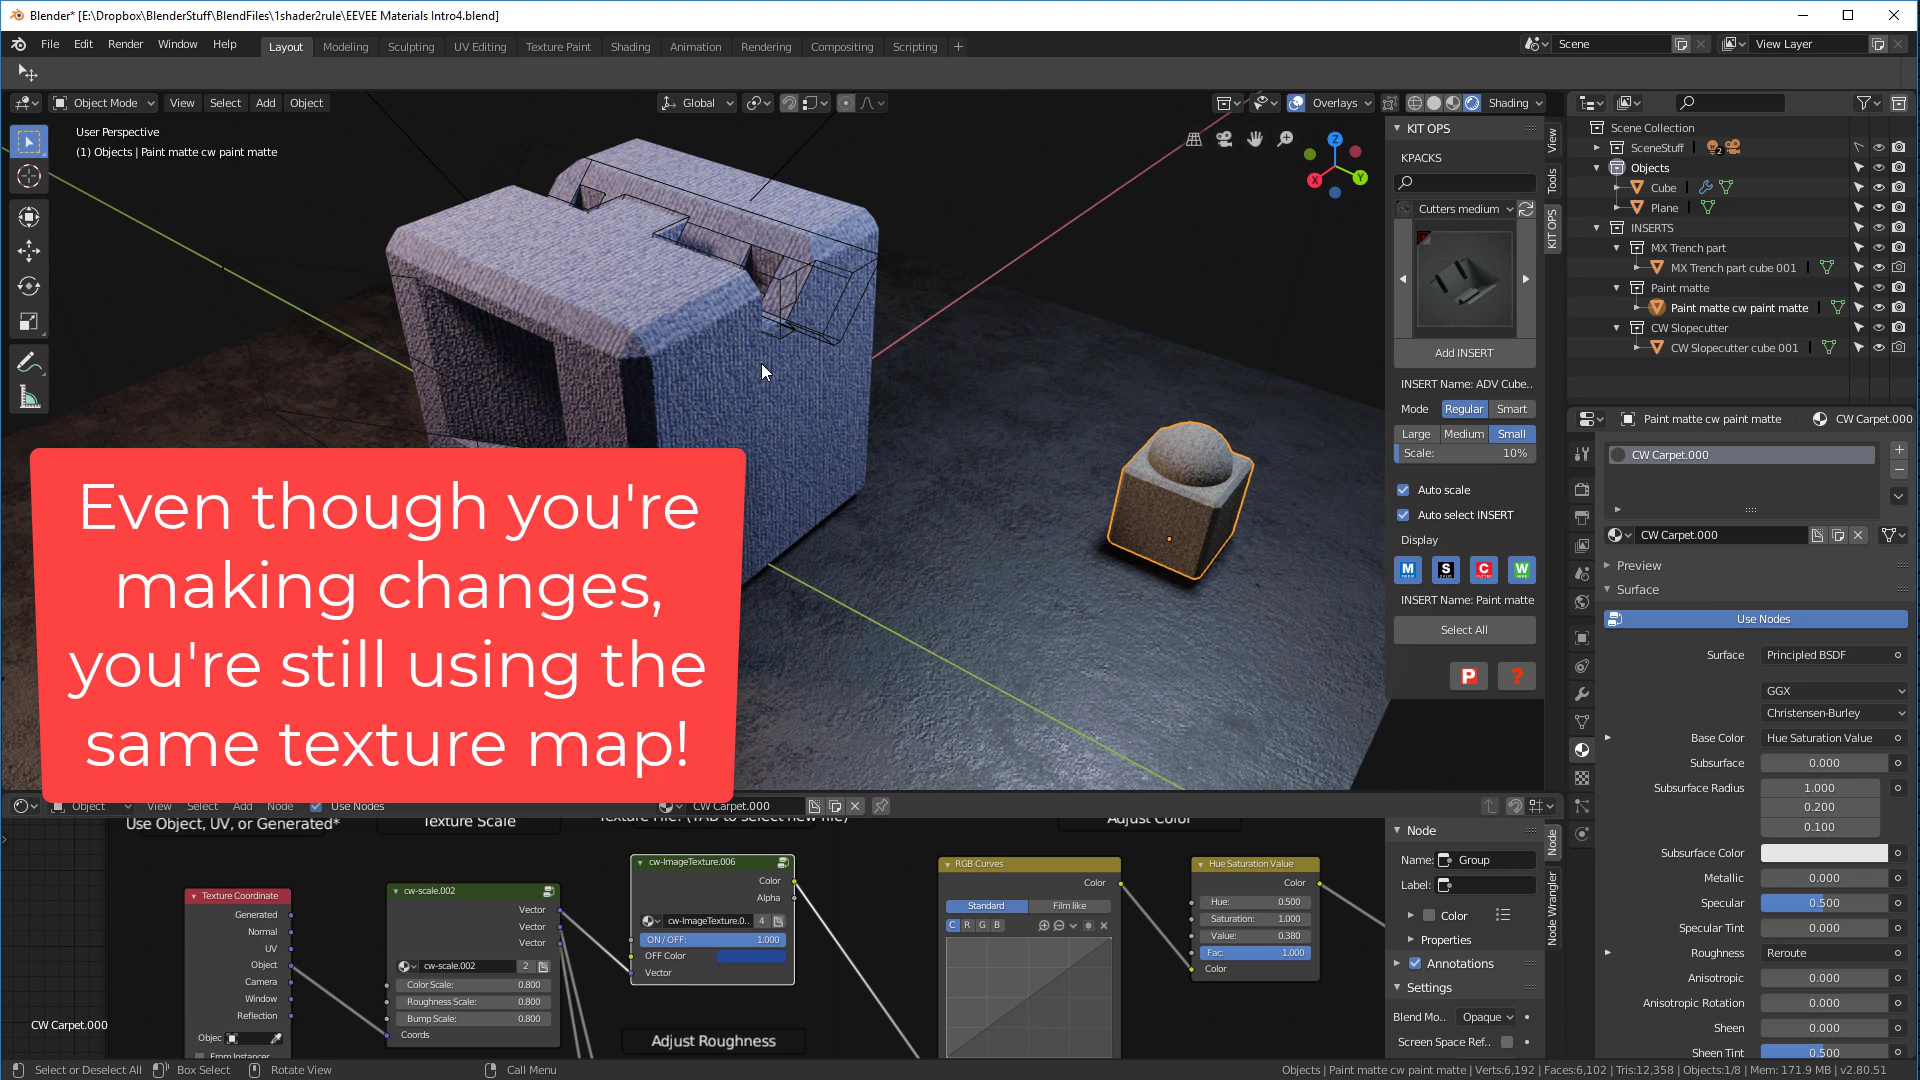 Blender* [E:\Dropbox\BlenderStuff\BlendFiles\1shader2rule\EEVEE Materials Intro4.blend]
File Edit Render Window Help Layout Modeling Sculpting UV Editing Texture Paint Shading Animation Rendering Compositing Scripting + Scene View Layer
Object Mode View Select Add Object Global Overlays Shading
User Perspective
(1) Objects | Paint matte cw paint matte
Z
Y
X
KIT OPS
KPACKS
Cutters medium
Add INSERT
INSERT Name: ADV Cube..
Mode Regular Smart
Large Medium Small
Scale: 10%
Auto scale
Auto select INSERT
Display
M S C W
INSERT Name: Paint matte
Select All
P ?
View
Tools
KIT OPS
Scene Collection
SceneStuff 2
Objects
Cube
Plane
INSERTS
MX Trench part
MX Trench part cube 001
Paint matte
Paint matte cw paint matte
CW Slopecutter
CW Slopecutter cube 001
Paint matte cw paint matte CW Carpet.000
CW Carpet.000
CW Carpet.000
Preview
Surface
Use Nodes
Surface Principled BSDF
GGX
Christensen-Burley
Base Color Hue Saturation Value
Subsurface 0.000
Subsurface Radius 1.000
0.200
0.100
Subsurface Color
Metallic 0.000
Specular 0.500
Specular Tint 0.000
Roughness Reroute
Anisotropic 0.000
Anisotropic Rotation 0.000
Sheen 0.000
Sheen Tint 0.500
Even though you're
making changes,
you're still using the
same texture map!
Object View Select Add Node Use Nodes CW Carpet.000
Use Object, UV, or Generated*
Texture Scale
Texture File! (TAB to select new file)
Adjust Color
Texture Coordinate
Generated
Normal
UV
Object
Camera
Window
Reflection
Objec
From Instancer
CW Carpet.000
cw-scale.002
Vector
Vector
Vector
cw-scale.002 2
Color Scale: 0.800
Roughness Scale: 0.800
Bump Scale: 0.800
Coords
cw-ImageTexture.006
Color
Alpha
cw-ImageTexture.0.. 4
ON / OFF: 1.000
OFF Color
Vector
Adjust Roughness
RGB Curves
Color
Standard Film like
C R G B
Hue Saturation Value
Color
Hue: 0.500
Saturation: 1.000
Value: 0.380
Fac: 1.000
Color
Node
Name: Group
Label:
Color
Properties
Annotations
Settings
Blend Mo.. Opaque
Screen Space Ref..
Node
Node Wrangler
Select or Deselect All Box Select Rotate View Call Menu Objects | Paint matte cw paint matte | Verts:6,192 | Faces:6,102 | Tris:12,358 | Objects:1/8 | Mem: 171.9 MB | v2.80.51